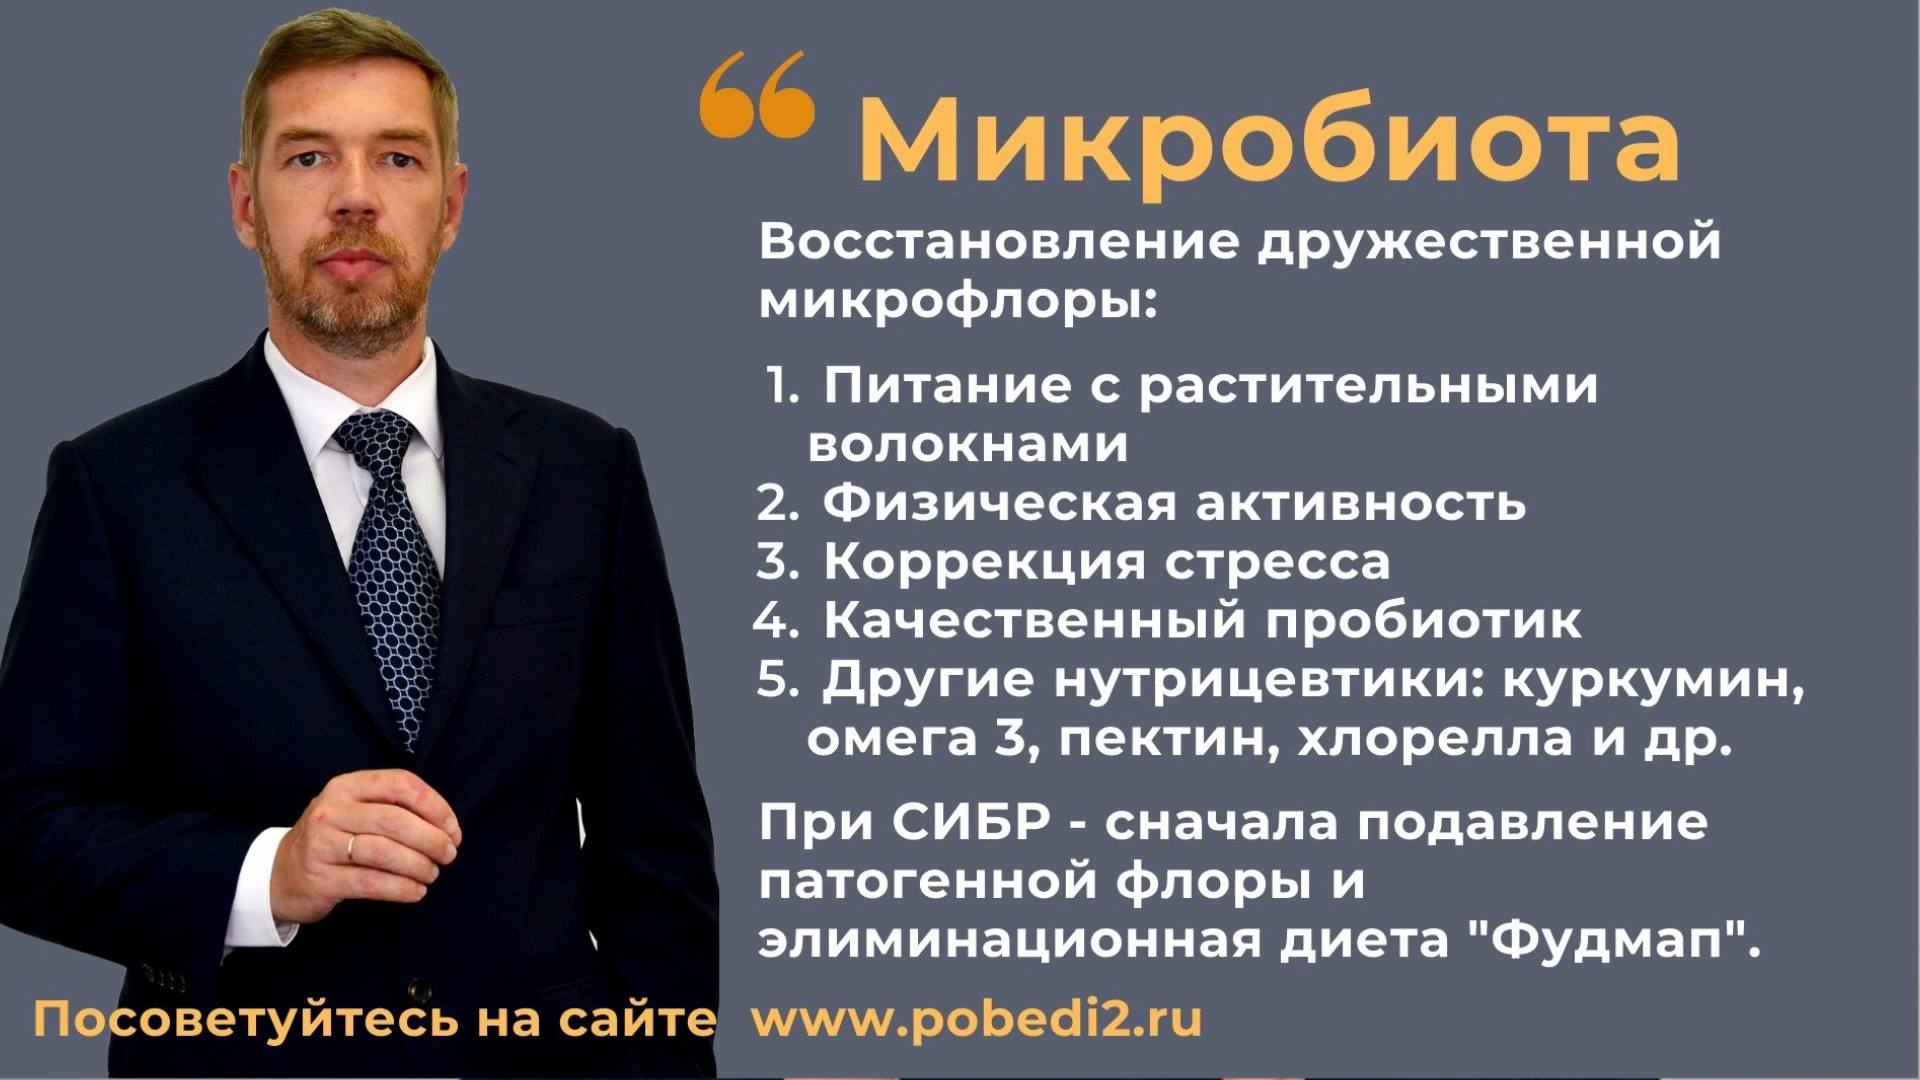 “ Микробиота
Восстановление дружественной
микрофлоры:
1. Питание с растительными
волокнами
2. Физическая активность
3. Коррекция стресса
4. Качественный пробиотик
5. Другие нутрицевтики: куркумин,
омега 3, пектин, хлорелла и др.
При СИБР - сначала подавление
патогенной флоры и
элиминационная диета "Фудмап".
Посоветуйтесь на сайте www.pobedi2.ru